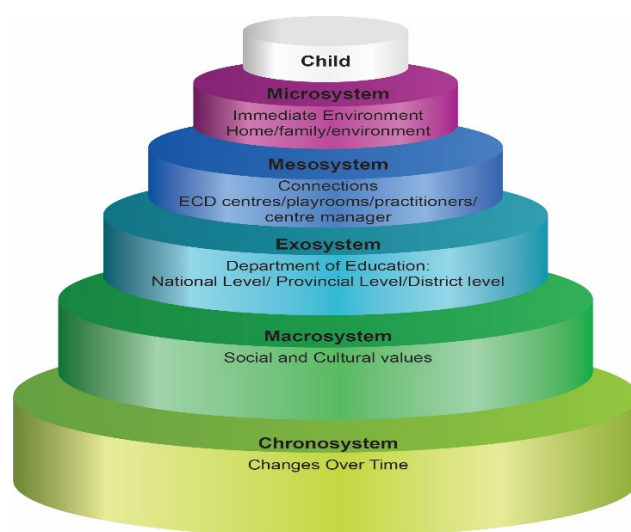 Child
Microsystem
Immediate Environment
Home/family/environment
Mesosystem
Connections
ECD centres/playrooms/practitioners/
centre manager
Exosystem
Department of Education:
National Level/ Provincial Level/District level
Macrosystem
Social and Cultural values
Chronosystem
Changes Over Time